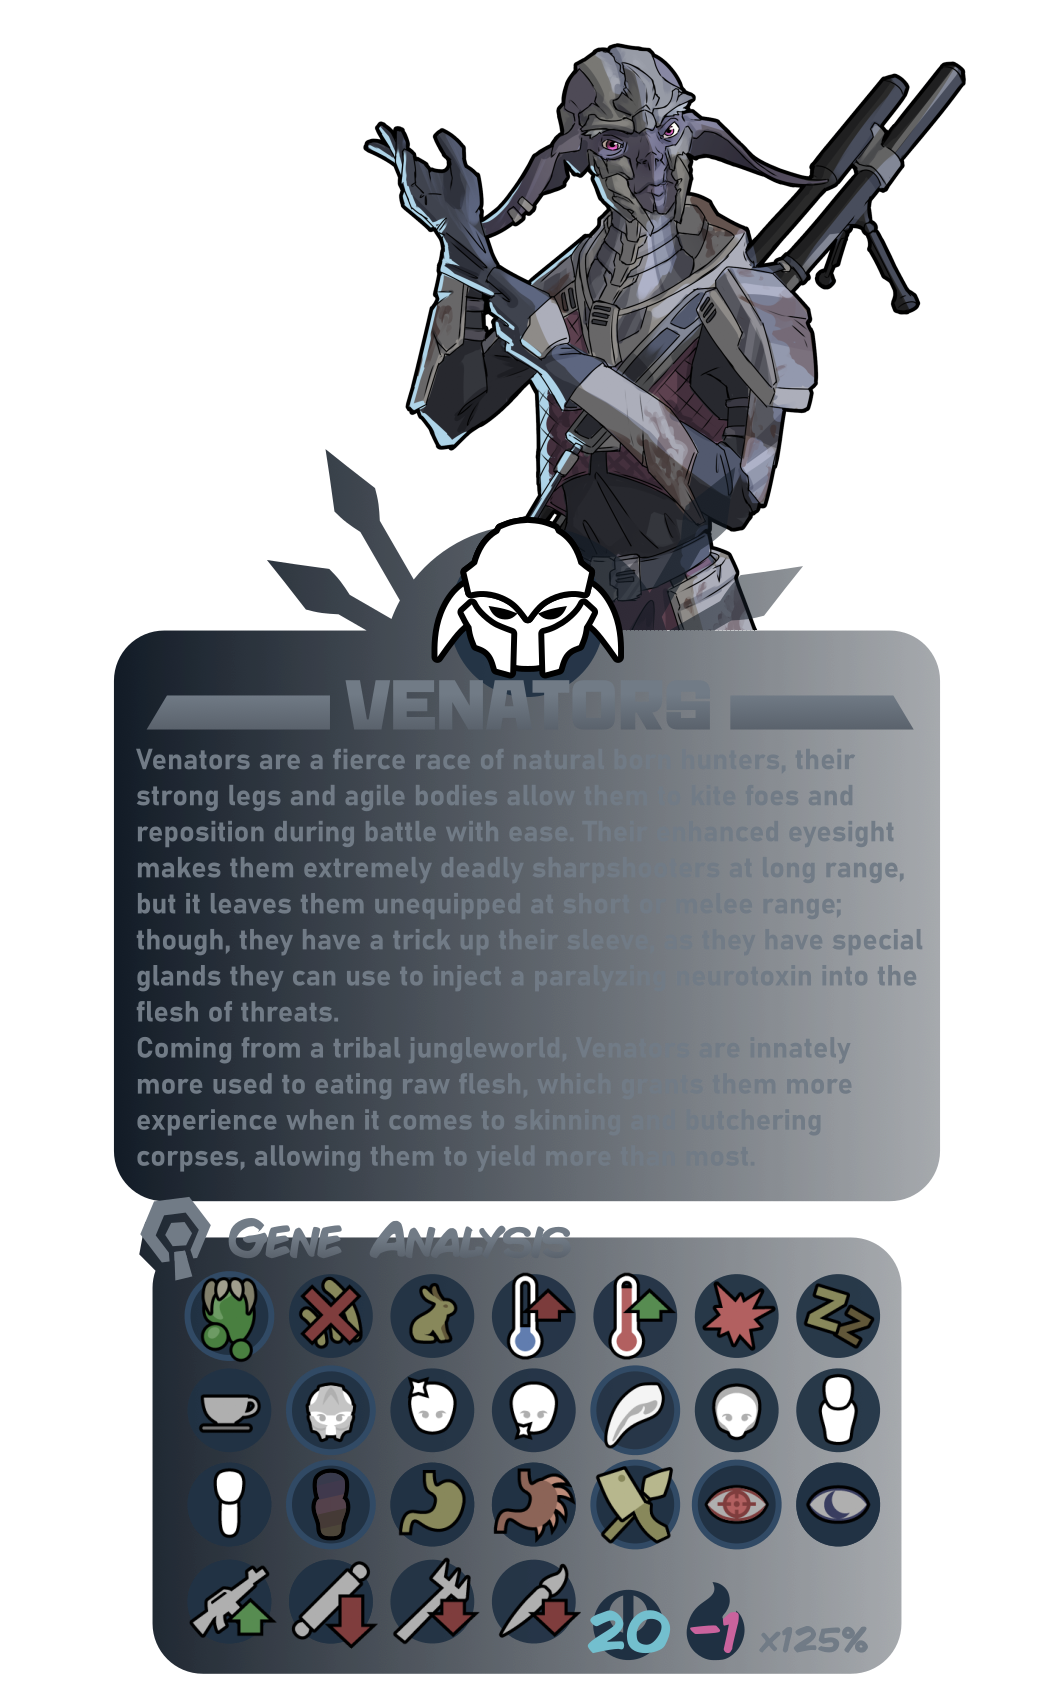 VENATORS
Venators are a fierce race of natural born hunters, their
strong legs and agile bodies allow them to kite foes and
reposition during battle with ease. Their enhanced eyesight
makes them extremely deadly sharpshooters at long range,
but it leaves them unequipped at short or melee range;
though, they have a trick up their sleeve, as they have special
glands they can use to inject a paralyzing neurotoxin into the
flesh of threats.
Coming from a tribal jungleworld, Venators are innately
more used to eating raw flesh, which grants them more
experience when it comes to skinning and butchering
corpses, allowing them to yield more than most.
GENE ANALYSIS
ZZ
20 -1 x125%